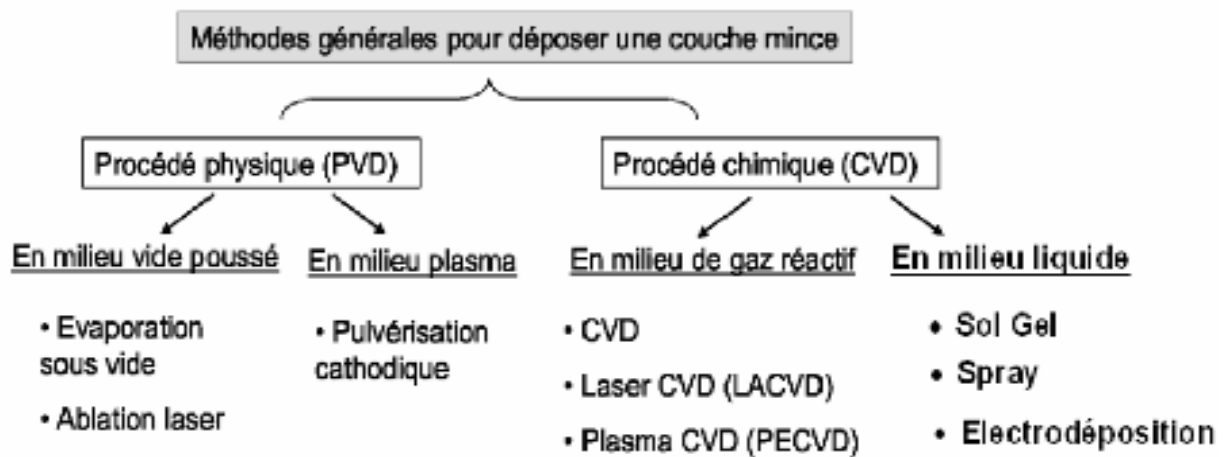 Méthodes générales pour déposer une couche mince
Procédé physique (PVD)
Procédé chimique (CVD)
En milieu vide poussé
• Evaporation
sous vide
• Ablation laser
En milieu plasma
• Pulvérisation
cathodique
En milieu de gaz réactif
• CVD
• Laser CVD (LACVD)
• Plasma CVD (PECVD)
En milieu liquide
• Sol Gel
• Spray
• Electrodéposition